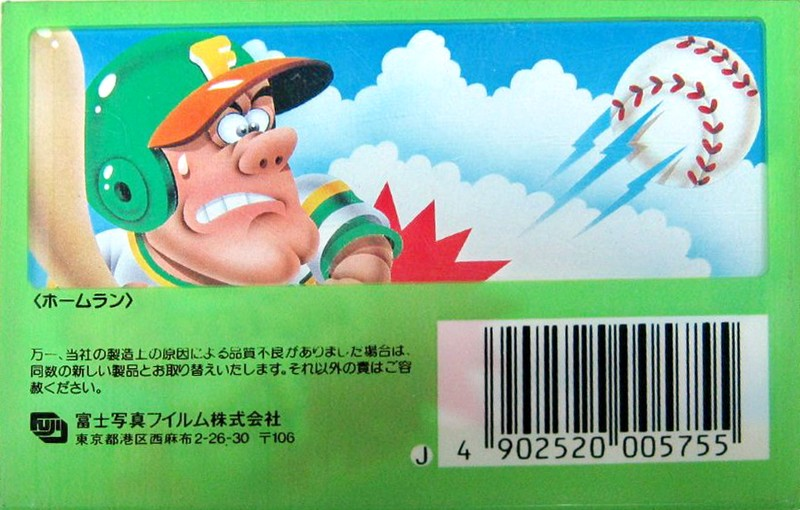 F
〈ホームラン〉
万一、当社の製造上の原因による品質不良がありました場合は、
同数の新しい製品とお取り替えいたします。それ以外の責はご容
赦ください。
FUJI
富士写真フイルム株式会社
東京都港区西麻布2-26-30 〒106
J
4 902520 005755